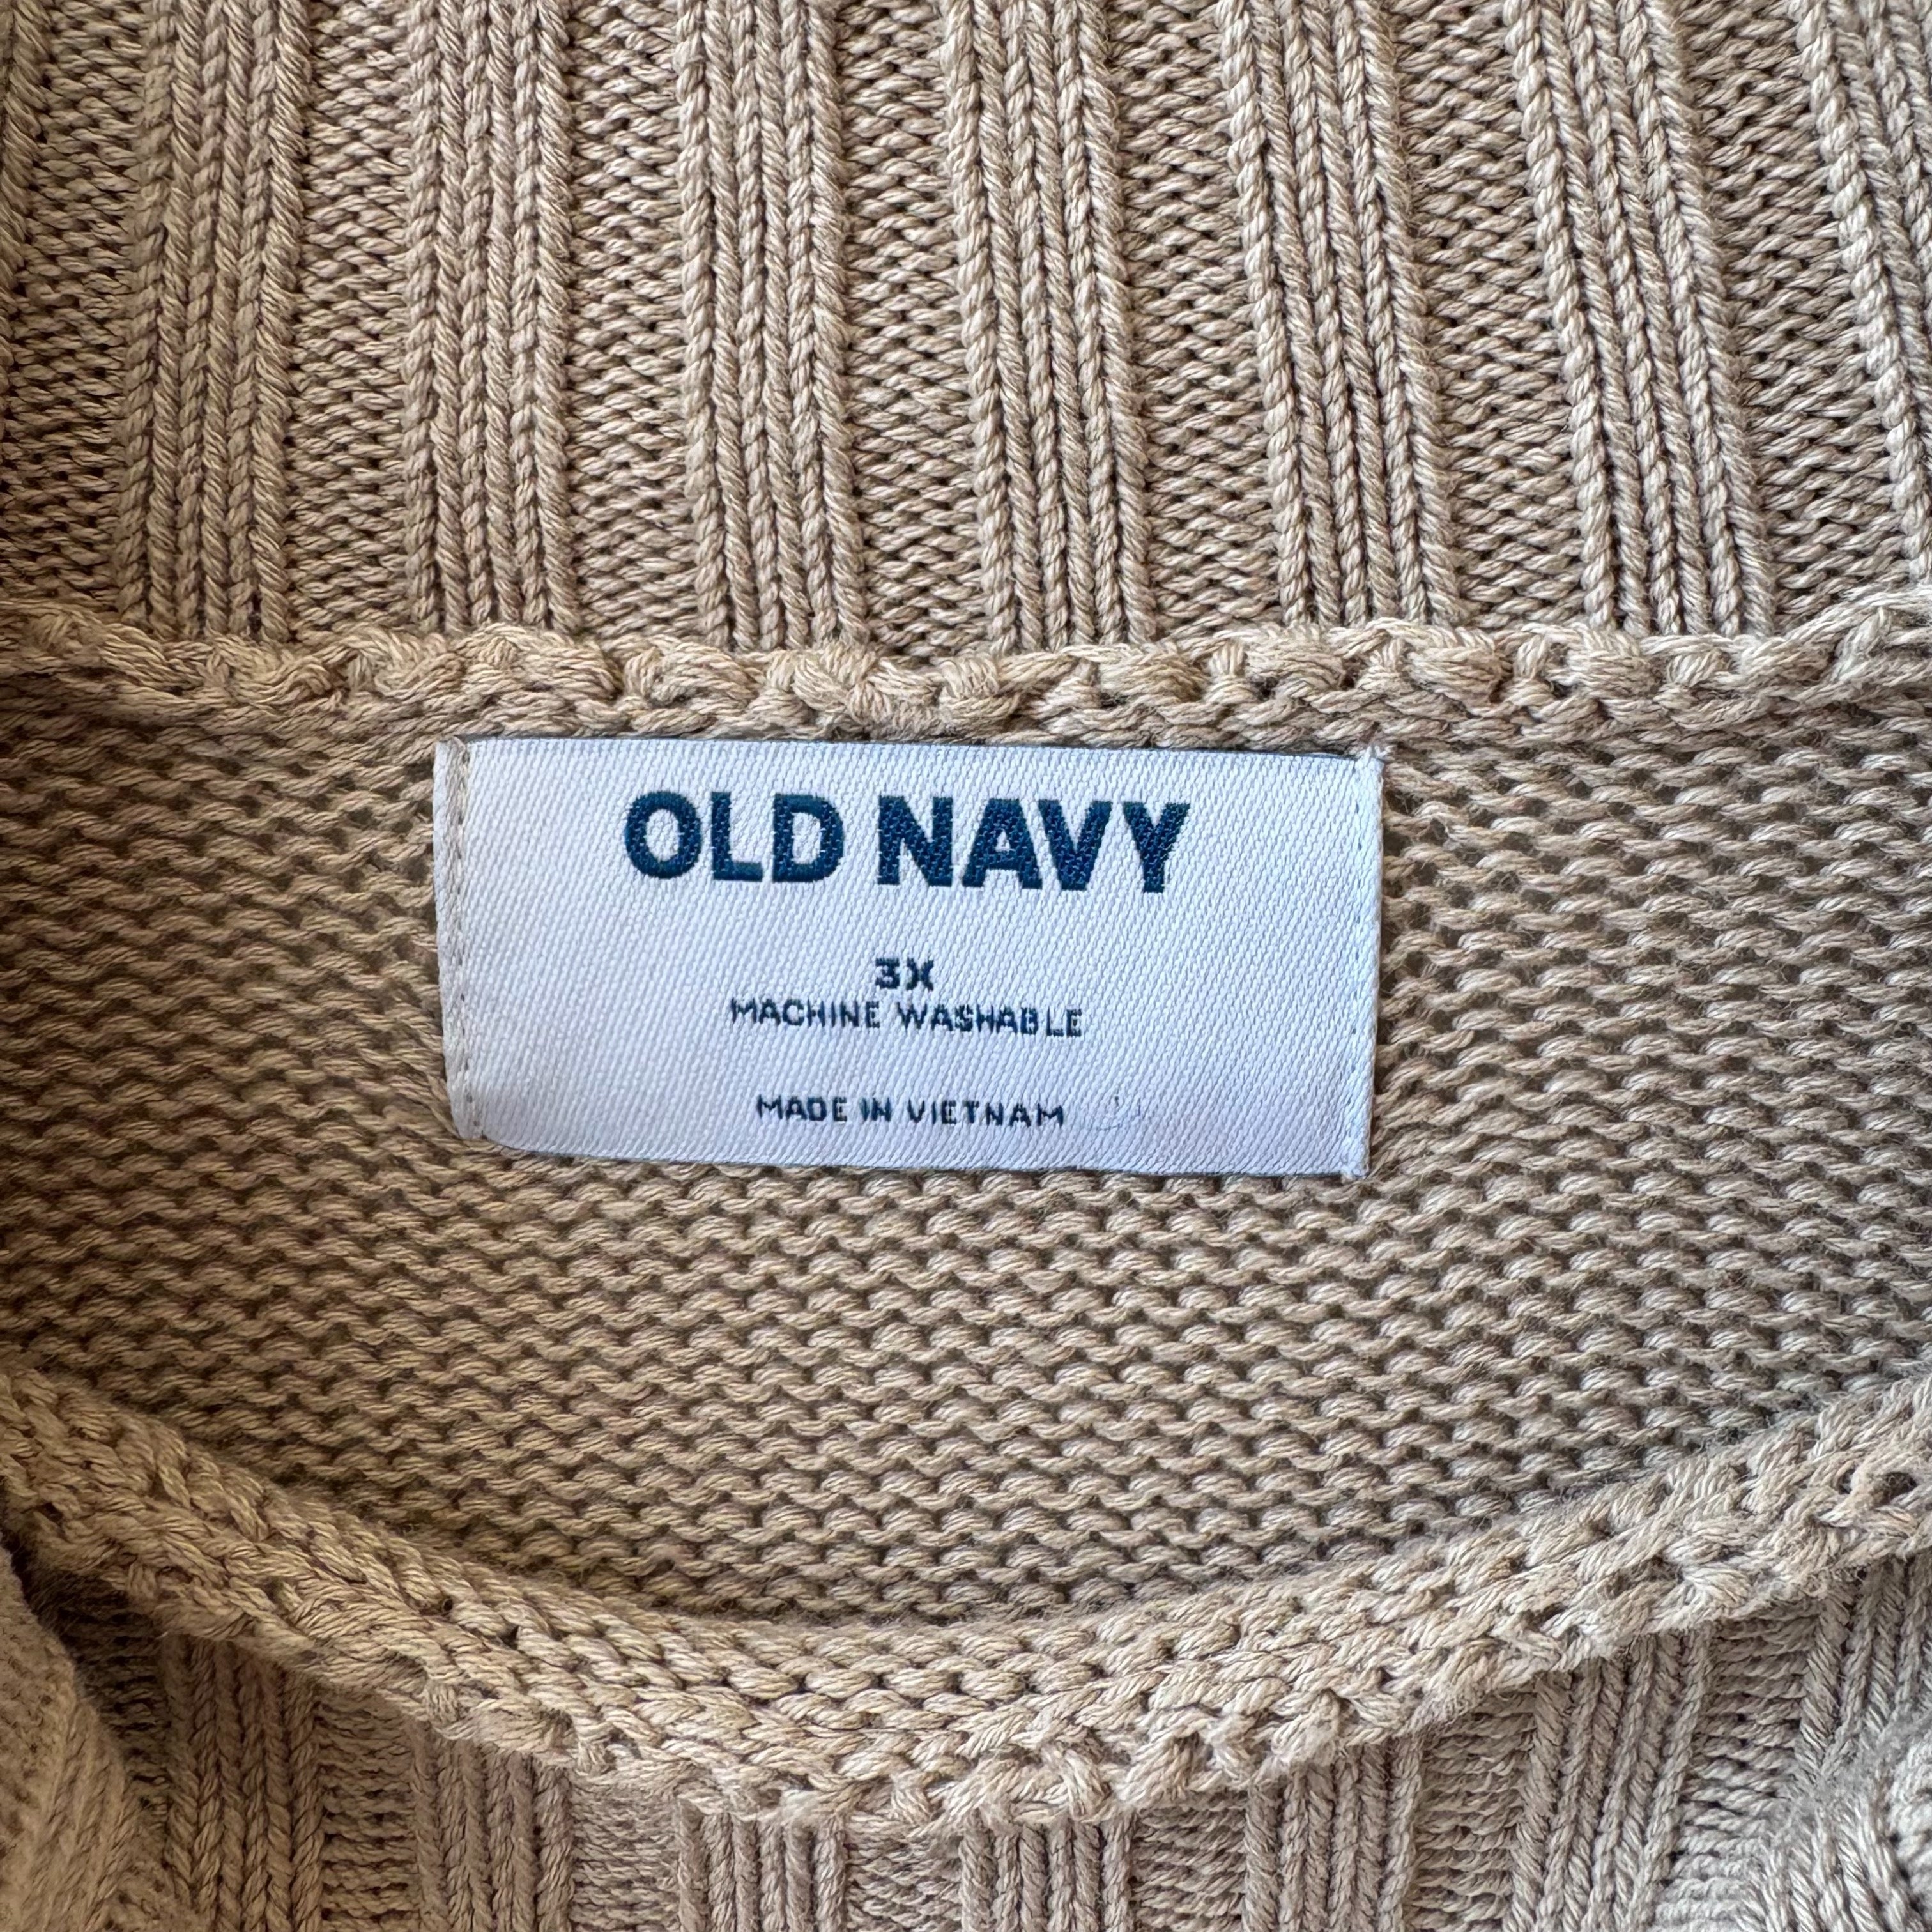 OLD NAVY
3X
MACHINE WASHABLE
MADE IN VIETNAM